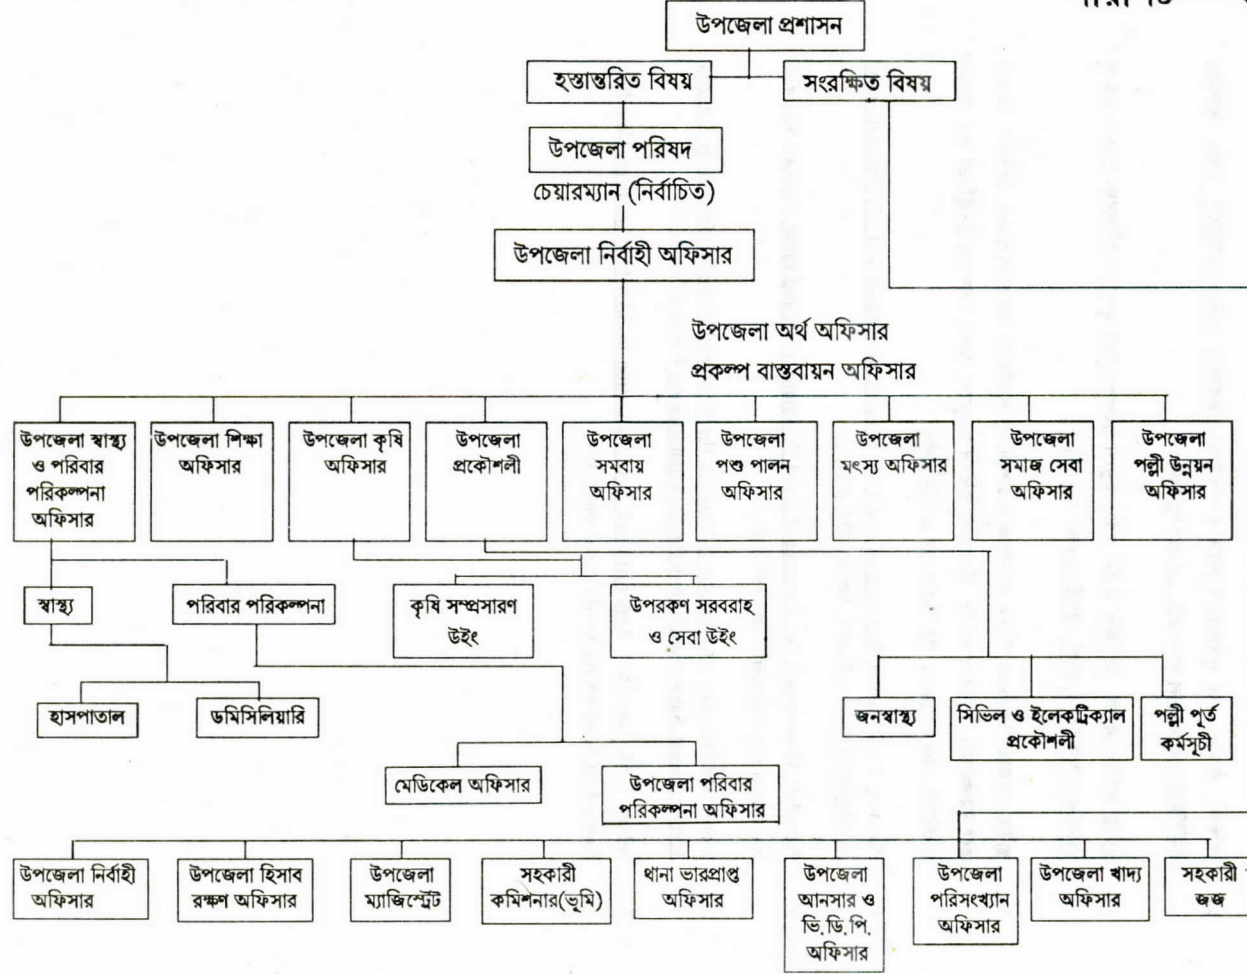 উপজেলা প্রশাসন
হস্তান্তরিত বিষয়
সংরক্ষিত বিষয়
উপজেলা পরিষদ
চেয়ারম্যান (নির্বাচিত)
উপজেলা নির্বাহী অফিসার
উপজেলা অর্থ অফিসার
প্রকল্প বাস্তবায়ন অফিসার
উপজেলা স্বাস্থ্য
ও পরিবার
পরিকল্পনা
অফিসার
উপজেলা শিক্ষা
অফিসার
উপজেলা কৃষি
অফিসার
উপজেলা
প্রকৌশলী
উপজেলা
সমবায়
অফিসার
উপজেলা
পশু পালন
অফিসার
উপজেলা
মৎস্য অফিসার
উপজেলা
সমাজ সেবা
অফিসার
উপজেলা
পল্লী উন্নয়ন
অফিসার
স্বাস্থ্য
পরিবার পরিকল্পনা
কৃষি সম্প্রসারণ
উইং
উপরকণ সরবরাহ
ও সেবা উইং
হাসপাতাল
ডমিসিলিয়ারি
জনস্বাস্থ্য
সিভিল ও ইলেকট্রিক্যাল
প্রকৌশলী
পল্লী পূর্ত
কর্মসূচী
মেডিকেল অফিসার
উপজেলা পরিবার
পরিকল্পনা অফিসার
উপজেলা নির্বাহী
অফিসার
উপজেলা হিসাব
রক্ষণ অফিসার
উপজেলা
ম্যাজিস্ট্রেট
সহকারী
কমিশনার(ভূমি)
থানা ভারপ্রাপ্ত
অফিসার
উপজেলা
আনসার ও
ভি.ডি.পি.
অফিসার
উপজেলা
পরিসংখ্যান
অফিসার
উপজেলা খাদ্য
অফিসার
সহকারী
জজ